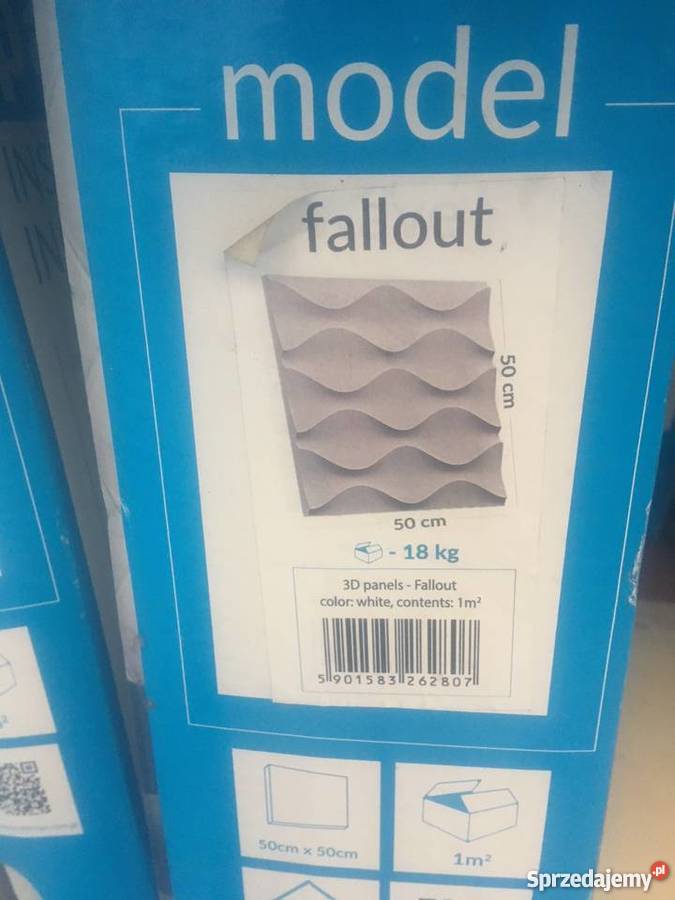 model
fallout
50 cm
50 cm
- 18 kg
3D panels - Fallout
color: white, contents: 1m²
5 901583 262807
50cm x 50cm
1m²
Sprzedajemy.pl